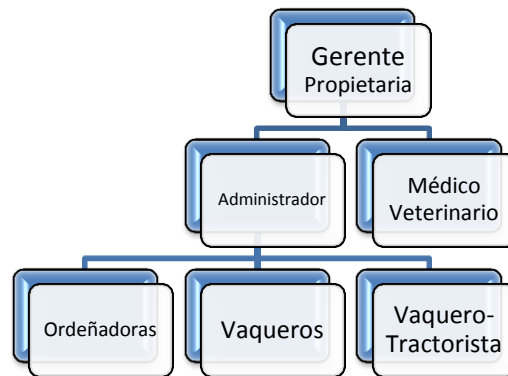 Gerente
Propietaria
Administrador
Médico
Veterinario
Ordeñadoras
Vaqueros
Vaquero-
Tractorista